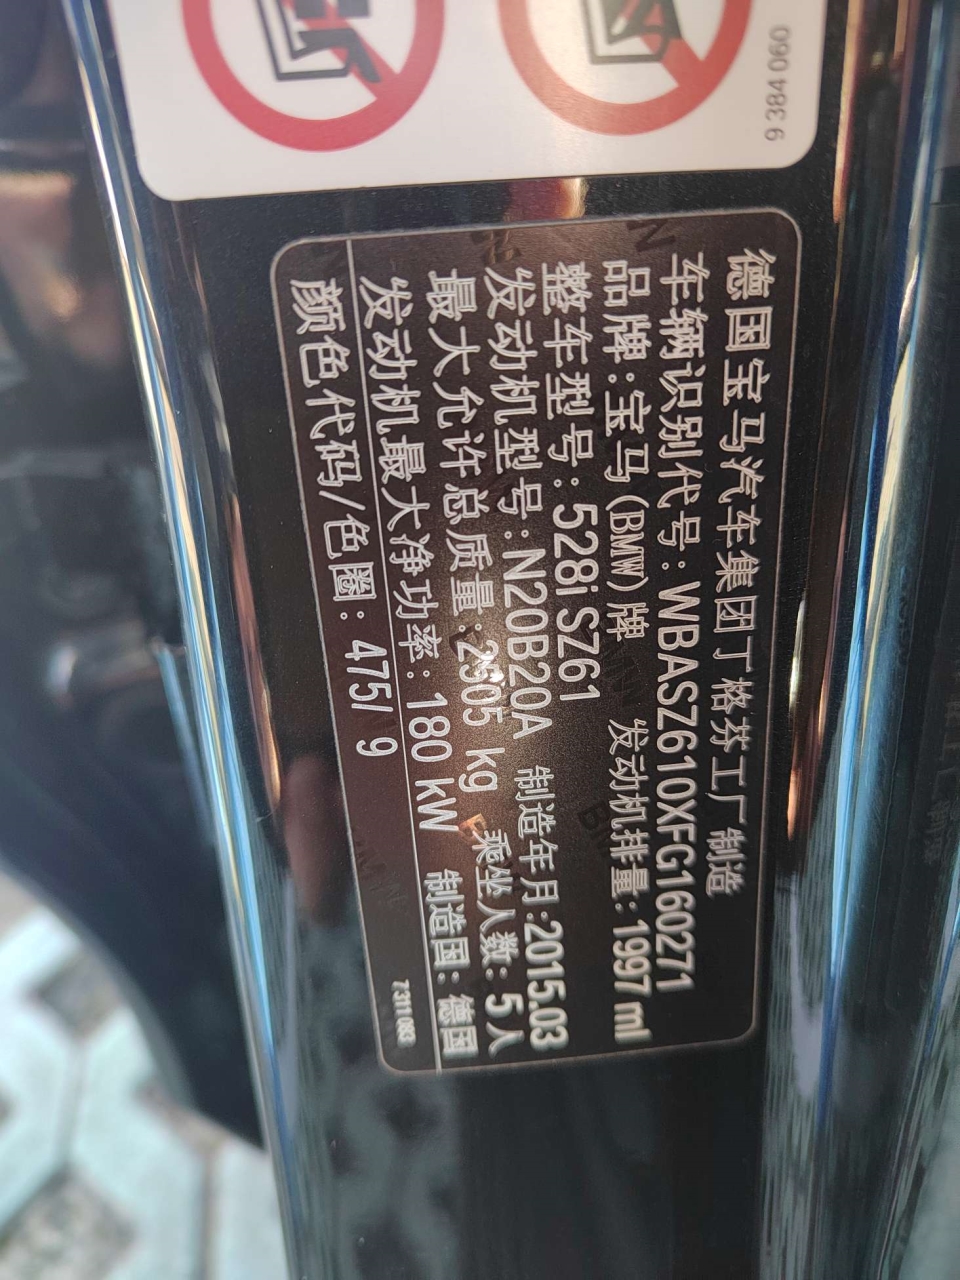 9 384 060
德国宝马汽车集团丁格芬工厂制造
车辆识别代号:WBASZ610XFG160271
品牌:宝马(BMW)牌 发动机排量:1997 ml
整车型号:528i SZ61
发动机型号:N20B20A 制造年月:2015.03
最大允许总质量:2505 kg 乘坐人数:5 人
发动机最大净功率:180 kW 制造国:德国
颜色代码/色圈:475/ 9
7 311 083